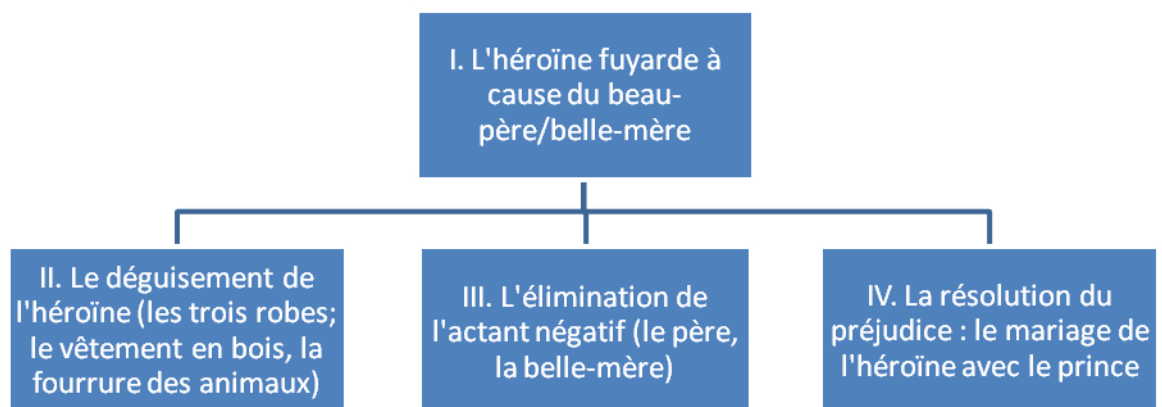 I. L'héroïne fuyarde à
cause du beau-
père/belle-mère
II. Le déguisement de
l'héroïne (les trois robes;
le vêtement en bois, la
fourrure des animaux)
III. L'élimination de
l'actant négatif (le père,
la belle-mère)
IV. La résolution du
préjudice : le mariage de
l'héroïne avec le prince